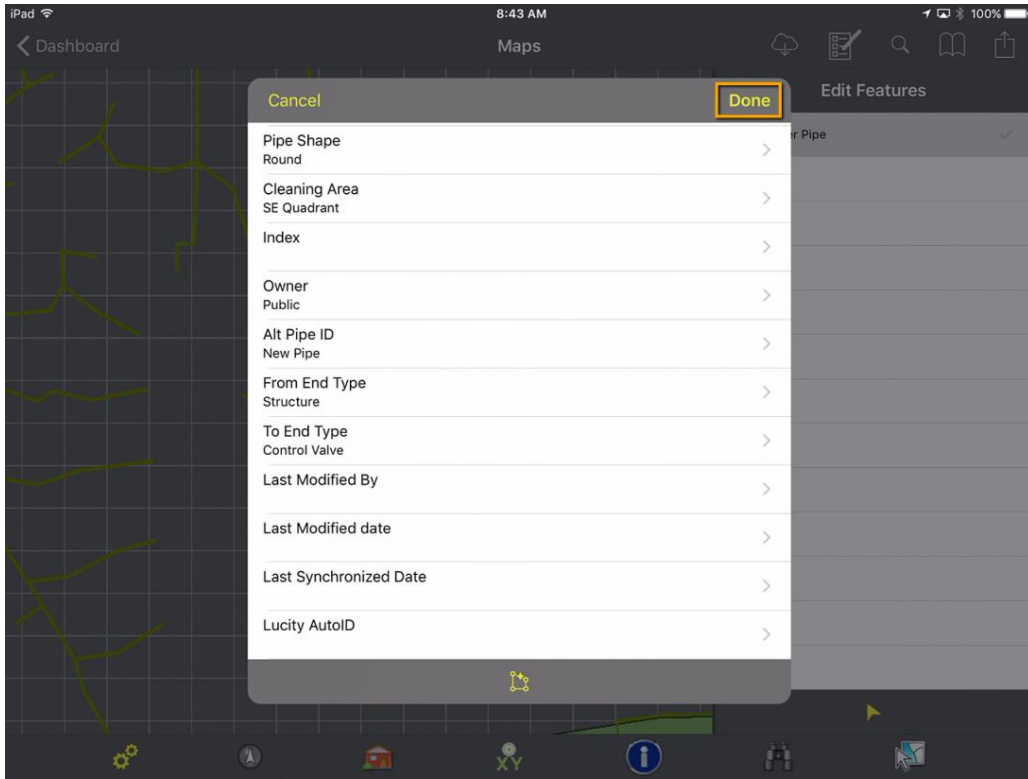 iPad 8:43 AM 100%
Dashboard Maps
Edit Features
Cancel Done
er Pipe
Pipe Shape
Round
Cleaning Area
SE Quadrant
Index
Owner
Public
Alt Pipe ID
New Pipe
From End Type
Structure
To End Type
Control Valve
Last Modified By
Last Modified date
Last Synchronized Date
Lucity AutoID
XY